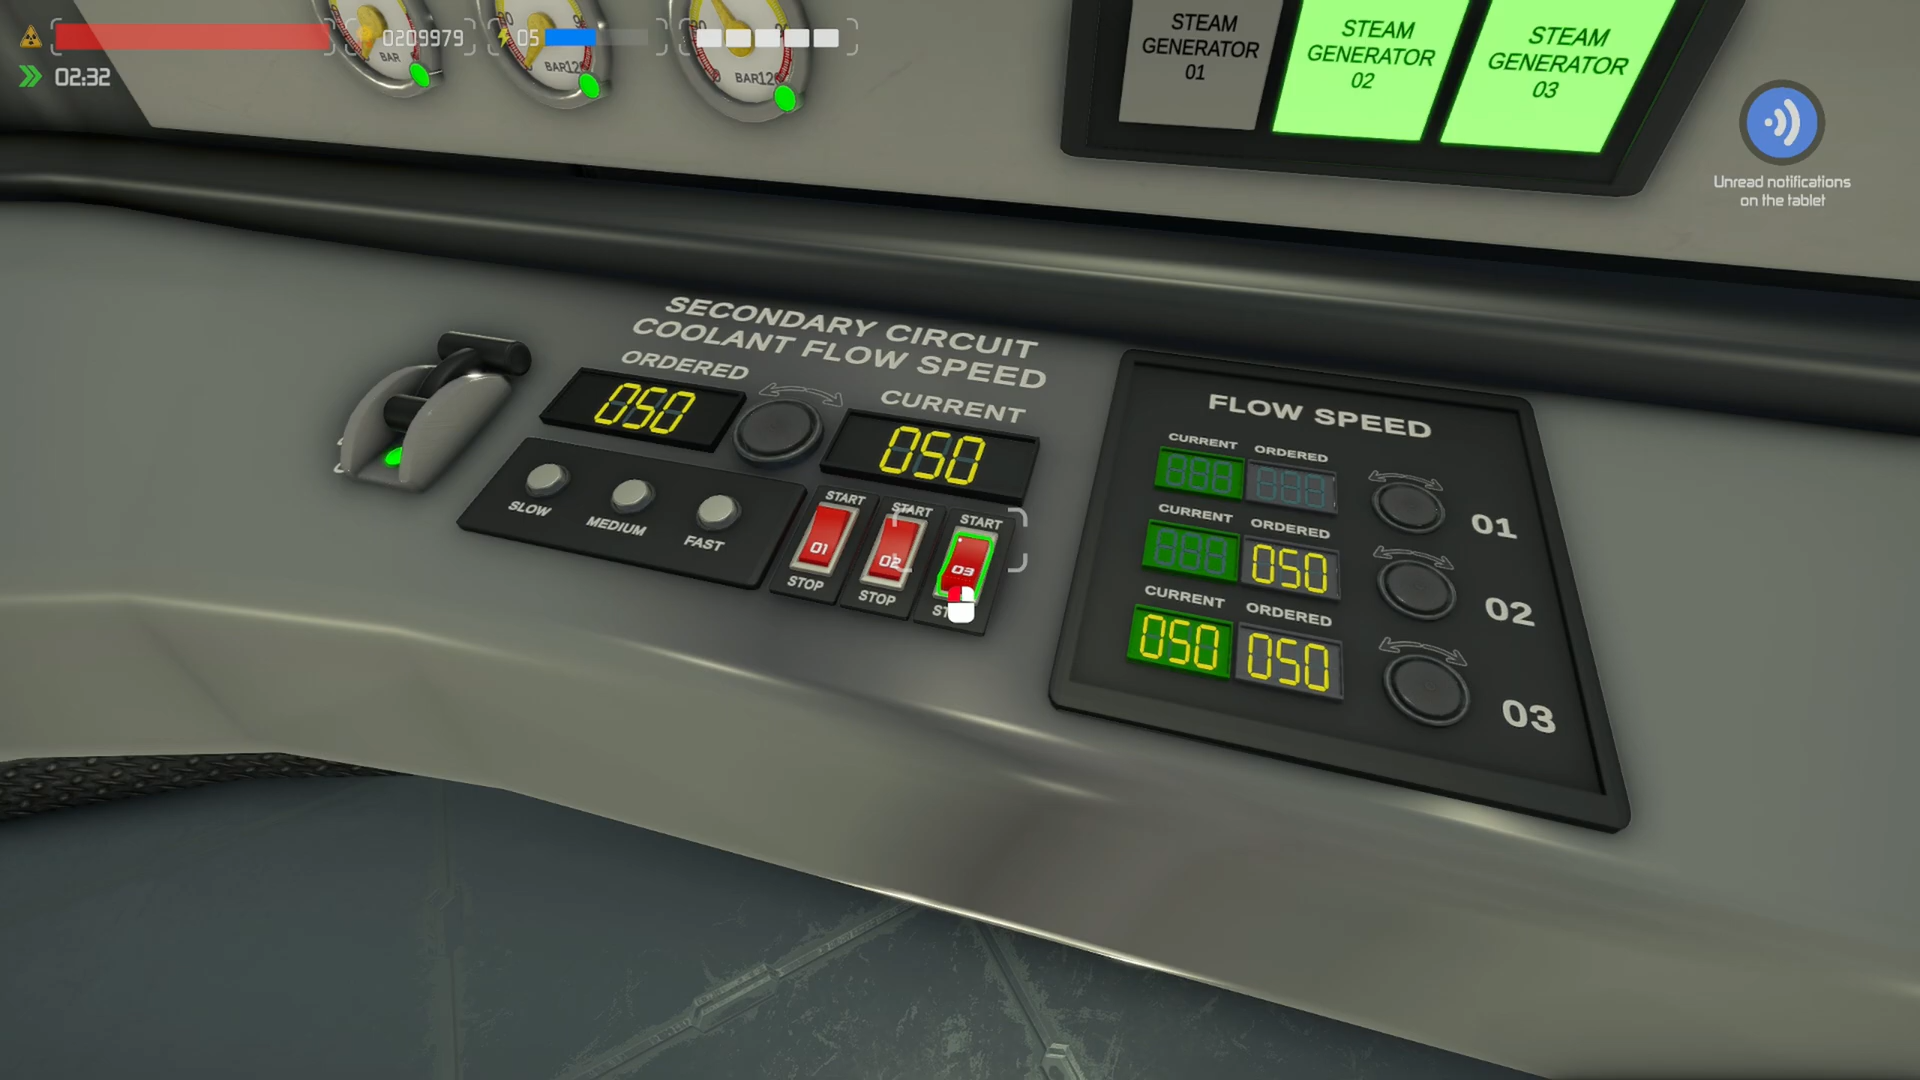 0209979
05
02:32
BAR
BAR
BAR
STEAM
GENERATOR
01
STEAM
GENERATOR
02
STEAM
GENERATOR
03
Unread notifications
on the tablet
SECONDARY CIRCUIT
COOLANT FLOW SPEED
ORDERED
050
CURRENT
050
SLOW
MEDIUM
FAST
START
01
STOP
START
02
STOP
START
03
FLOW SPEED
CURRENT
ORDERED
01
CURRENT
ORDERED
050
02
CURRENT
ORDERED
050
050
03